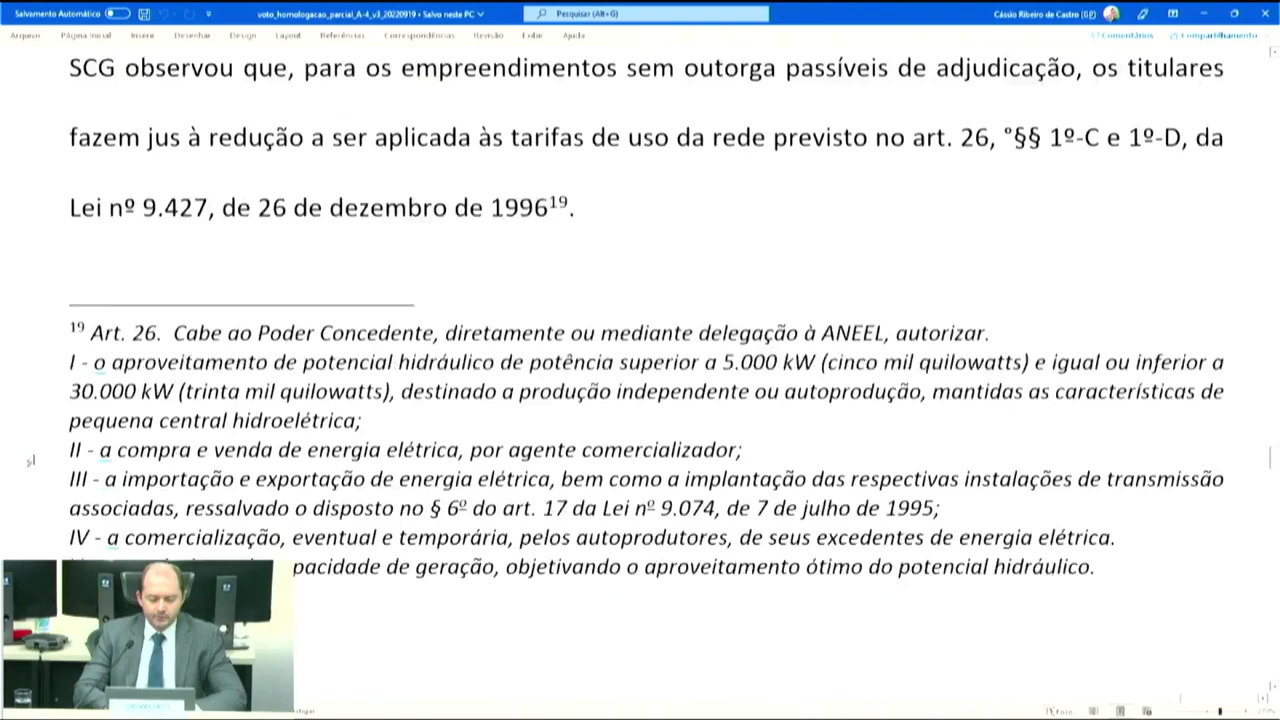 Salvamento Automático
voto_homologacao_parcial_A-4_v3_20220919 • Salvo neste PC
Pesquisar (Alt+G)
Cássio Ribeiro de Castro [GP]
Arquivo Página Inicial Inserir Desenhar Design Layout Referências Correspondências Revisão Exibir Ajuda Comentários Compartilhamento
SCG observou que, para os empreendimentos sem outorga passíveis de adjudicação, os titulares
fazem jus à redução a ser aplicada às tarifas de uso da rede previsto no art. 26, °§§ 1º-C e 1º-D, da
Lei nº 9.427, de 26 de dezembro de 1996¹⁹.
¹⁹ Art. 26. Cabe ao Poder Concedente, diretamente ou mediante delegação à ANEEL, autorizar.
I - o aproveitamento de potencial hidráulico de potência superior a 5.000 kW (cinco mil quilowatts) e igual ou inferior a
30.000 kW (trinta mil quilowatts), destinado a produção independente ou autoprodução, mantidas as características de
pequena central hidroelétrica;
II - a compra e venda de energia elétrica, por agente comercializador;
III - a importação e exportação de energia elétrica, bem como a implantação das respectivas instalações de transmissão
associadas, ressalvado o disposto no § 6º do art. 17 da Lei nº 9.074, de 7 de julho de 1995;
IV - a comercialização, eventual e temporária, pelos autoprodutores, de seus excedentes de energia elétrica.
pacidade de geração, objetivando o aproveitamento ótimo do potencial hidráulico.